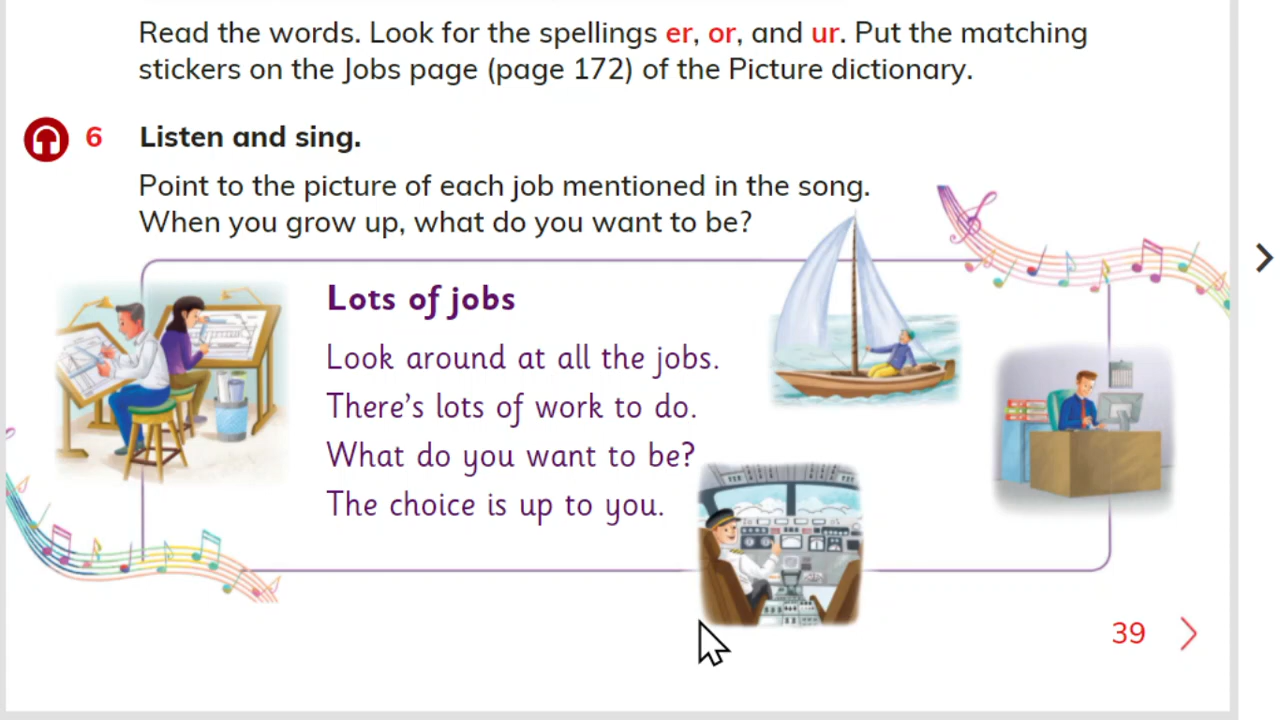 Read the words. Look for the spellings er, or, and ur. Put the matching
stickers on the Jobs page (page 172) of the Picture dictionary.
6 Listen and sing.
Point to the picture of each job mentioned in the song.
When you grow up, what do you want to be?
Lots of jobs
Look around at all the jobs.
There's lots of work to do.
What do you want to be?
The choice is up to you.
39